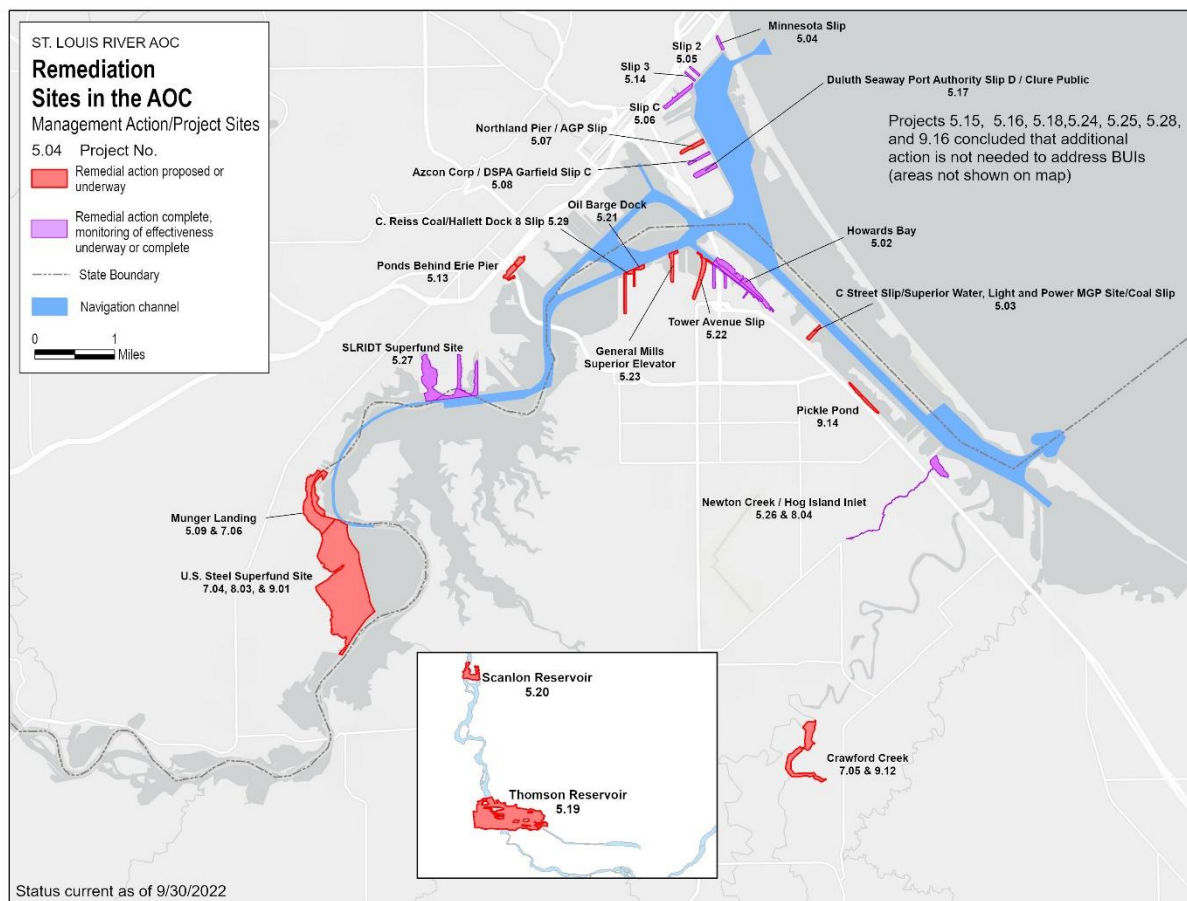 ST. LOUIS RIVER AOC
Remediation
Sites in the AOC
Management Action/Project Sites
5.04 Project No.
Remedial action proposed or
underway
Remedial action complete,
monitoring of effectiveness
underway or complete
State Boundary
Navigation channel
0 1
Miles
Minnesota Slip
5.04
Slip 2
5.05
Slip 3
5.14
Slip C
5.06
Duluth Seaway Port Authority Slip D / Clure Public
5.17
Projects 5.15, 5.16, 5.18,5.24, 5.25, 5.28,
and 9.16 concluded that additional
action is not needed to address BUIs
(areas not shown on map)
Northland Pier / AGP Slip
5.07
Azcon Corp / DSPA Garfield Slip C
5.08
Oil Barge Dock
5.21
C. Reiss Coal/Hallett Dock 8 Slip 5.29
Howards Bay
5.02
Ponds Behind Erie Pier
5.13
C Street Slip/Superior Water, Light and Power MGP Site/Coal Slip
5.03
Tower Avenue Slip
5.22
General Mills
Superior Elevator
5.23
SLRIDT Superfund Site
5.27
Pickle Pond
9.14
Newton Creek / Hog Island Inlet
5.26 & 8.04
Munger Landing
5.09 & 7.06
U.S. Steel Superfund Site
7.04, 8.03, & 9.01
Scanlon Reservoir
5.20
Thomson Reservoir
5.19
Crawford Creek
7.05 & 9.12
Status current as of 9/30/2022